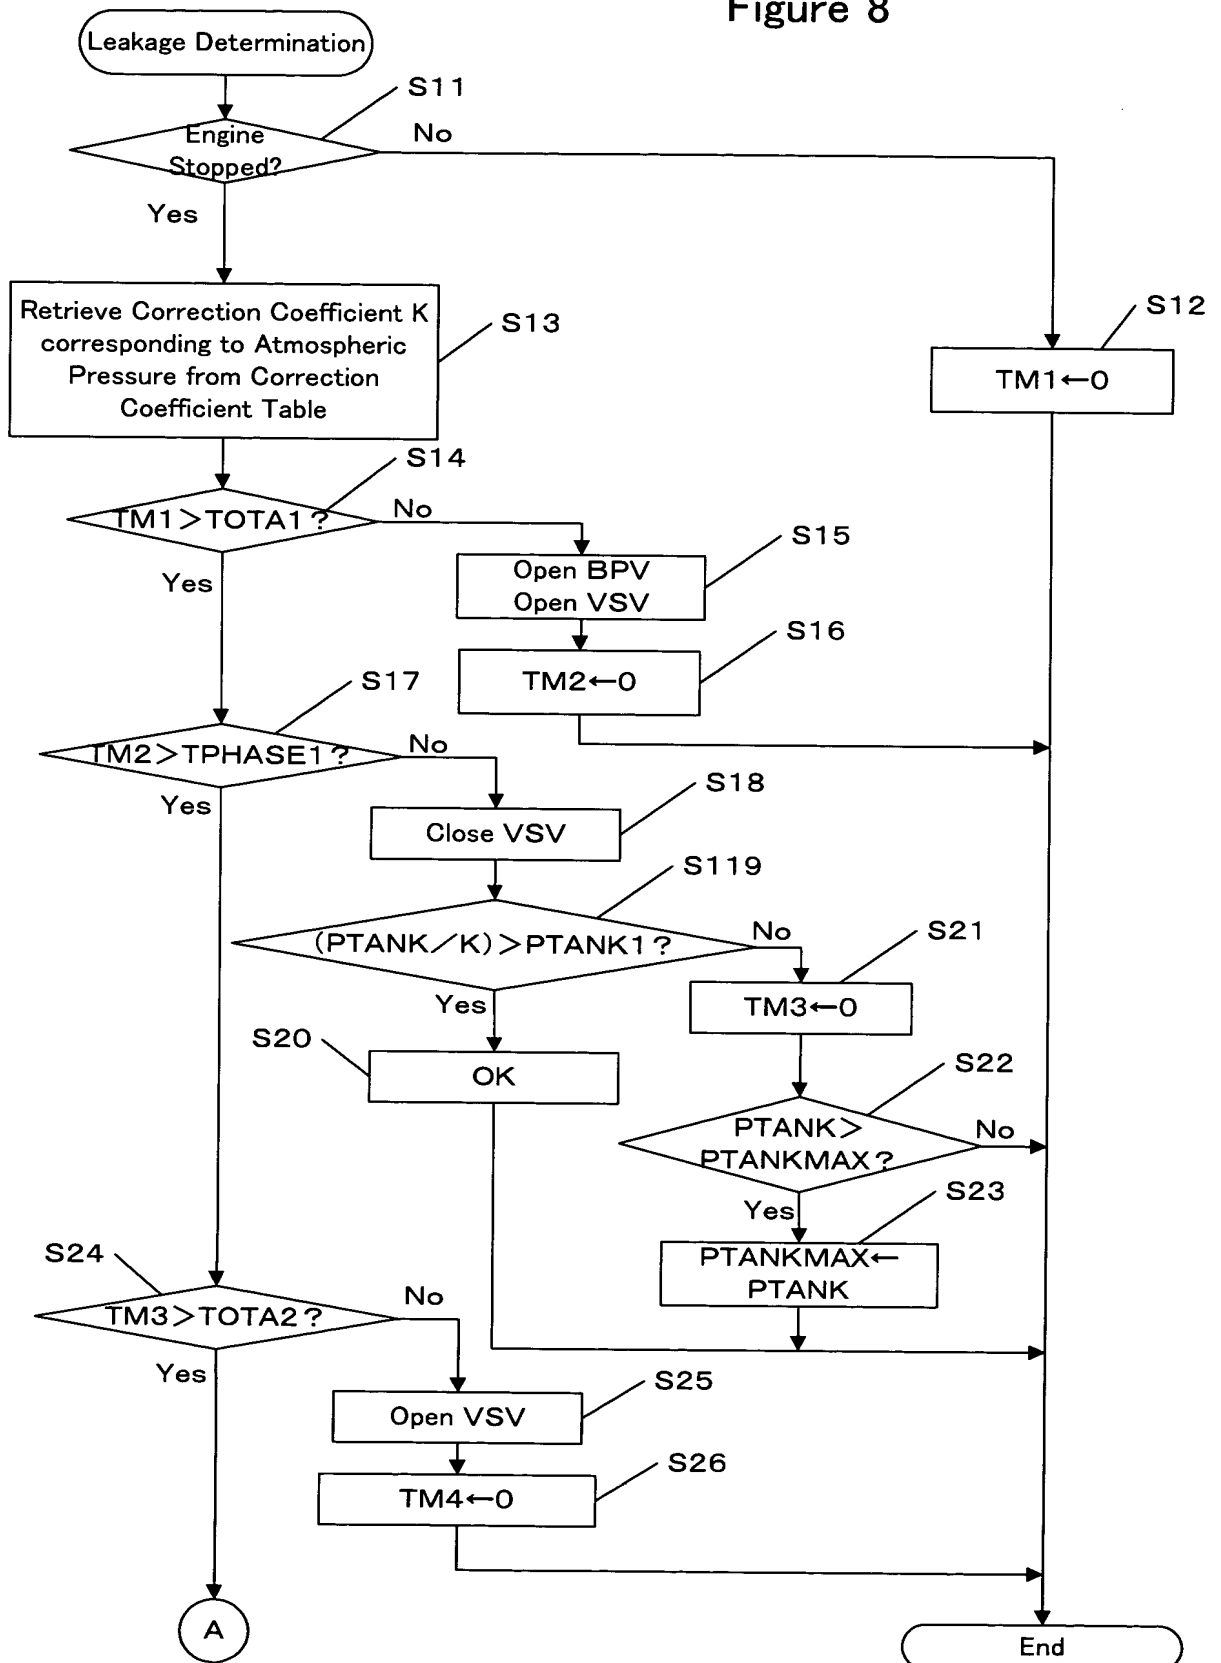 Figure 8
Leakage Determination
S11
Engine
Stopped?
No
Yes
Retrieve Correction Coefficient K
corresponding to Atmospheric
Pressure from Correction
Coefficient Table
S13
S12
TM1←0
S14
TM1>TOTA1?
No
Yes
S15
Open BPV
Open VSV
S16
TM2←0
S17
TM2>TPHASE1?
No
Yes
S18
Close VSV
S119
(PTANK/K)>PTANK1?
No
Yes
S21
TM3←0
S20
OK
S22
PTANK>
PTANKMAX?
No
Yes
S23
PTANKMAX←
PTANK
S24
TM3>TOTA2?
No
Yes
S25
Open VSV
S26
TM4←0
A
End